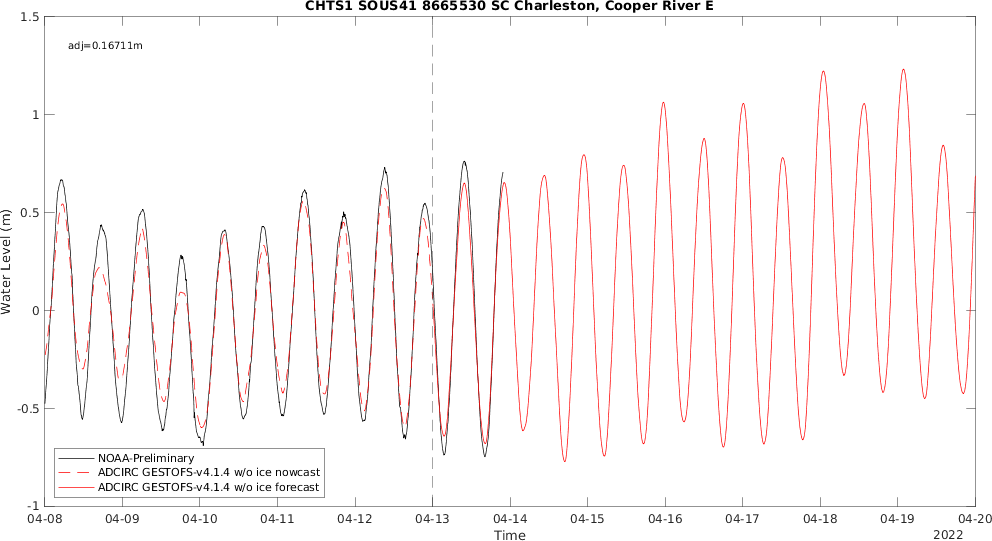 CHTS1 SOUS41 8665530 SC Charleston, Cooper River E
adj=0.16711m
1.5
1
0.5
0
-0.5
-1
Water Level (m)
NOAA-Preliminary
ADCIRC GESTOFS-v4.1.4 w/o ice nowcast
ADCIRC GESTOFS-v4.1.4 w/o ice forecast
04-08 04-09 04-10 04-11 04-12 04-13 04-14 04-15 04-16 04-17 04-18 04-19 04-20
Time
2022